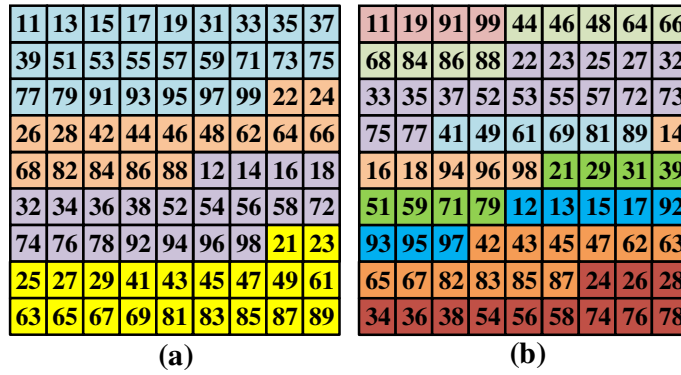 11 13 15 17 19 31 33 35 37
39 51 53 55 57 59 71 73 75
77 79 91 93 95 97 99 22 24
26 28 42 44 46 48 62 64 66
68 82 84 86 88 12 14 16 18
32 34 36 38 52 54 56 58 72
74 76 78 92 94 96 98 21 23
25 27 29 41 43 45 47 49 61
63 65 67 69 81 83 85 87 89
(a)
11 19 91 99 44 46 48 64 66
68 84 86 88 22 23 25 27 32
33 35 37 52 53 55 57 72 73
75 77 41 49 61 69 81 89 14
16 18 94 96 98 21 29 31 39
51 59 71 79 12 13 15 17 92
93 95 97 42 43 45 47 62 63
65 67 82 83 85 87 24 26 28
34 36 38 54 56 58 74 76 78
(b)